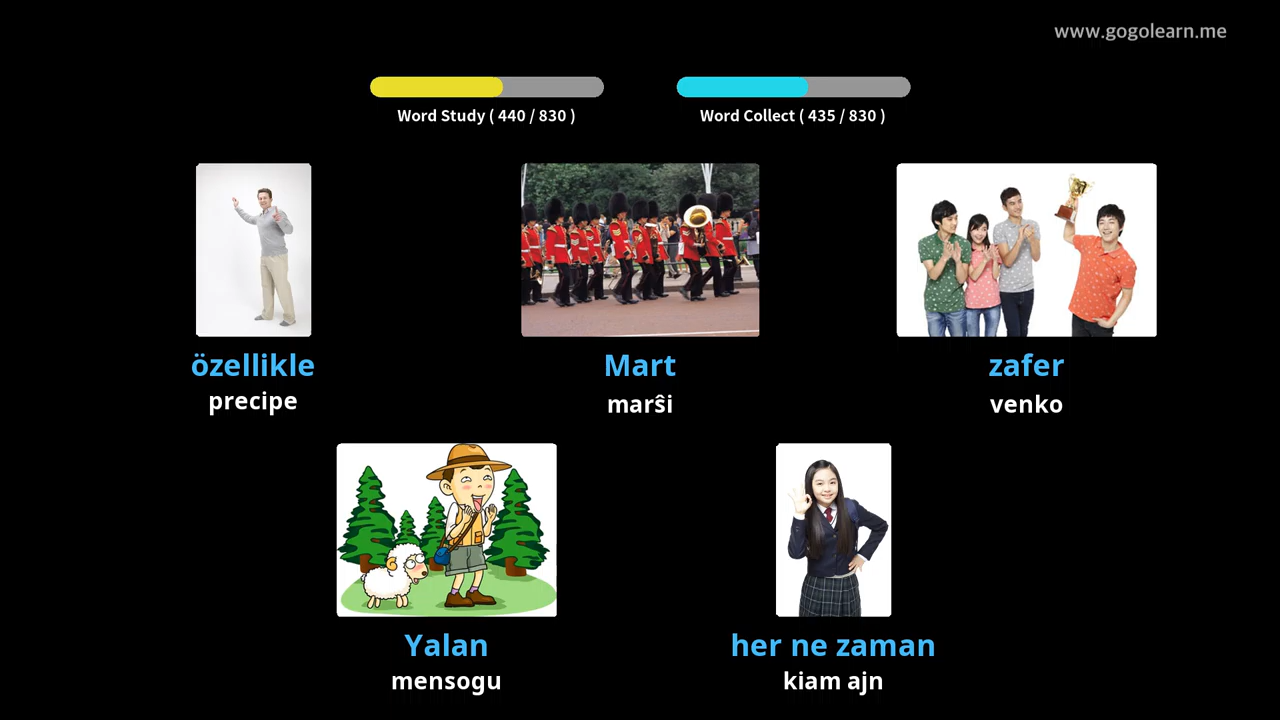 www.gogolearn.me
Word Study ( 440 / 830 )
Word Collect ( 435 / 830 )
özellikle
precipe
Mart
marŝi
zafer
venko
Yalan
mensogu
her ne zaman
kiam ajn